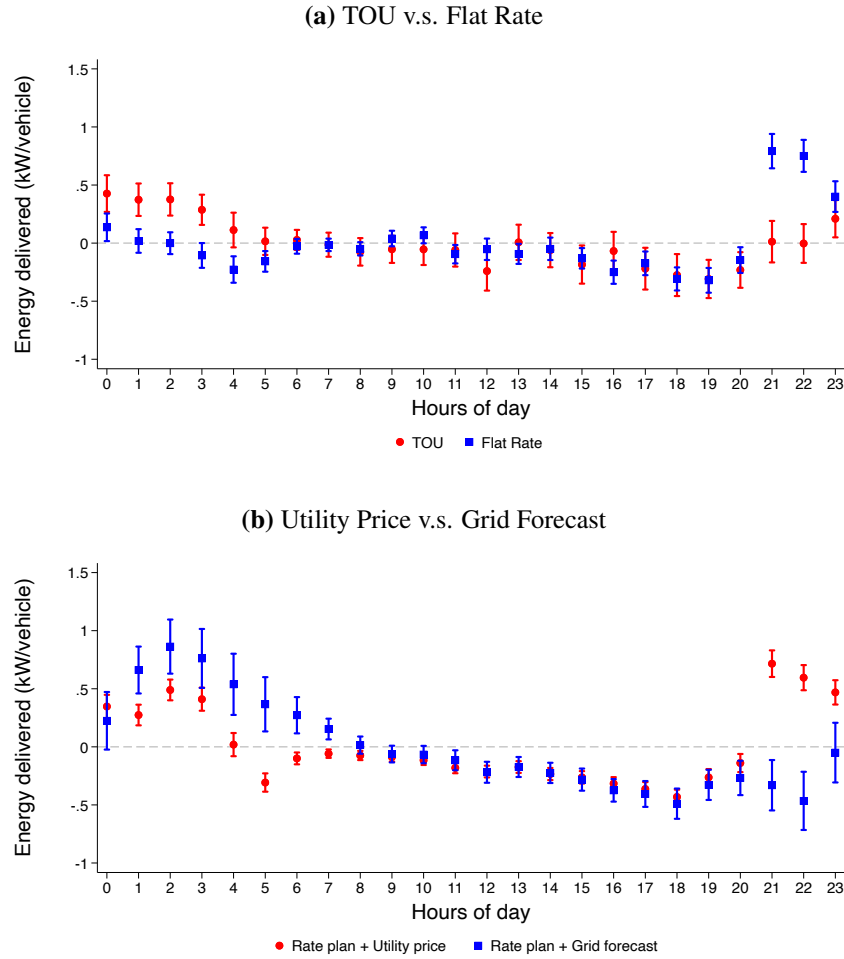 (a) TOU v.s. Flat Rate
Energy delivered (kW/vehicle)
1.5
1
.5
0
-.5
-1
0 1 2 3 4 5 6 7 8 9 10 11 12 13 14 15 16 17 18 19 20 21 22 23
Hours of day
TOU Flat Rate
(b) Utility Price v.s. Grid Forecast
Energy delivered (kW/vehicle)
1.5
1
.5
0
-.5
-1
0 1 2 3 4 5 6 7 8 9 10 11 12 13 14 15 16 17 18 19 20 21 22 23
Hours of day
Rate plan + Utility price Rate plan + Grid forecast